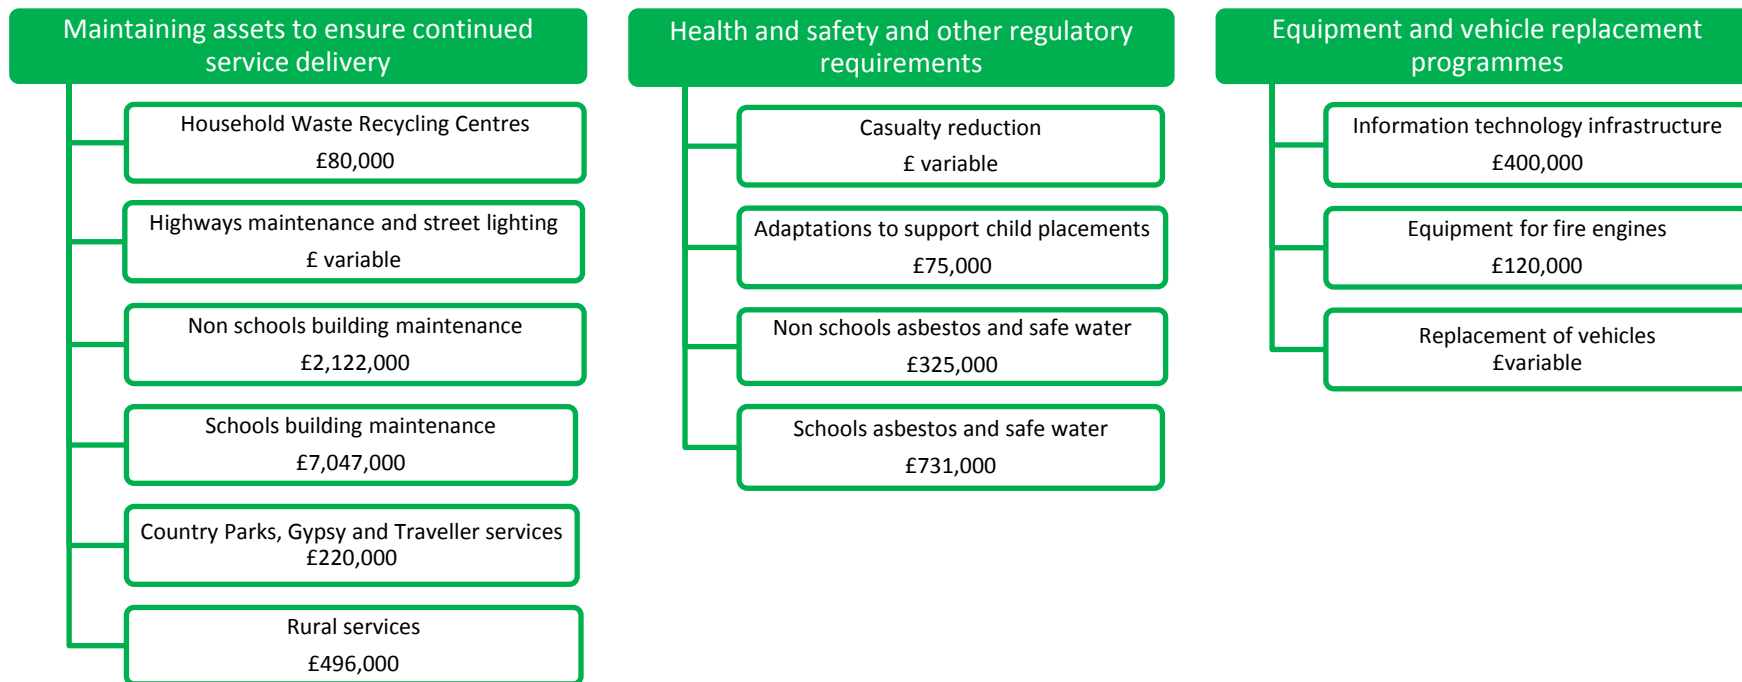 Maintaining assets to ensure continued
service delivery
Household Waste Recycling Centres
£80,000
Highways maintenance and street lighting
£ variable
Non schools building maintenance
£2,122,000
Schools building maintenance
£7,047,000
Country Parks, Gypsy and Traveller services
£220,000
Rural services
£496,000
Health and safety and other regulatory
requirements
Casualty reduction
£ variable
Adaptations to support child placements
£75,000
Non schools asbestos and safe water
£325,000
Schools asbestos and safe water
£731,000
Equipment and vehicle replacement
programmes
Information technology infrastructure
£400,000
Equipment for fire engines
£120,000
Replacement of vehicles
£variable